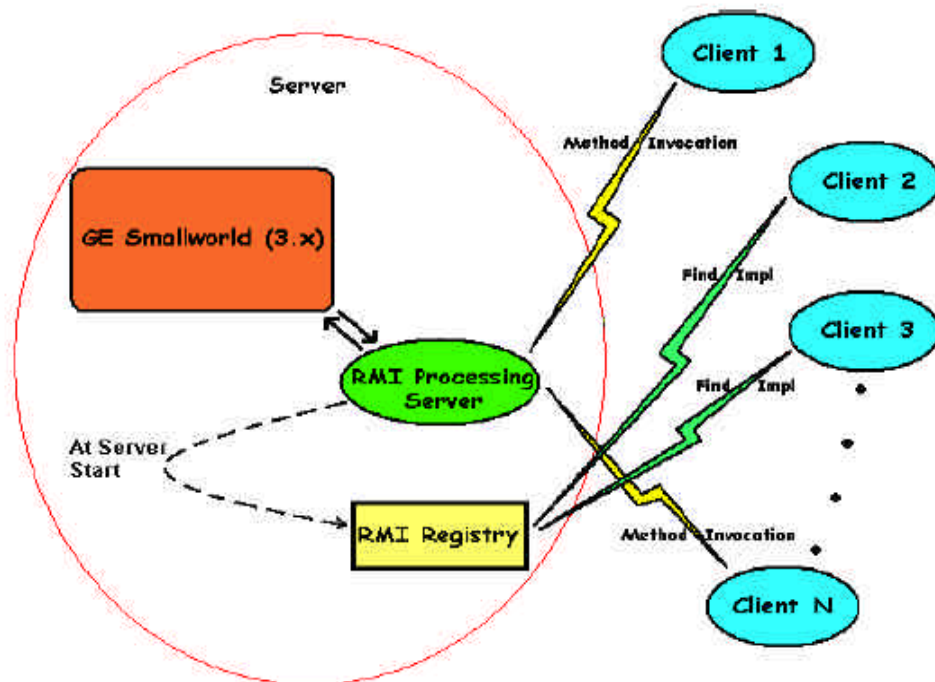 Client 1
Server
Method Invocation
Client 2
GE Smallworld (3.x)
Find Impl
Client 3
RMI Processing
Server
Find Impl
At Server
Start
RMI Registry
Method Invocation
Client N